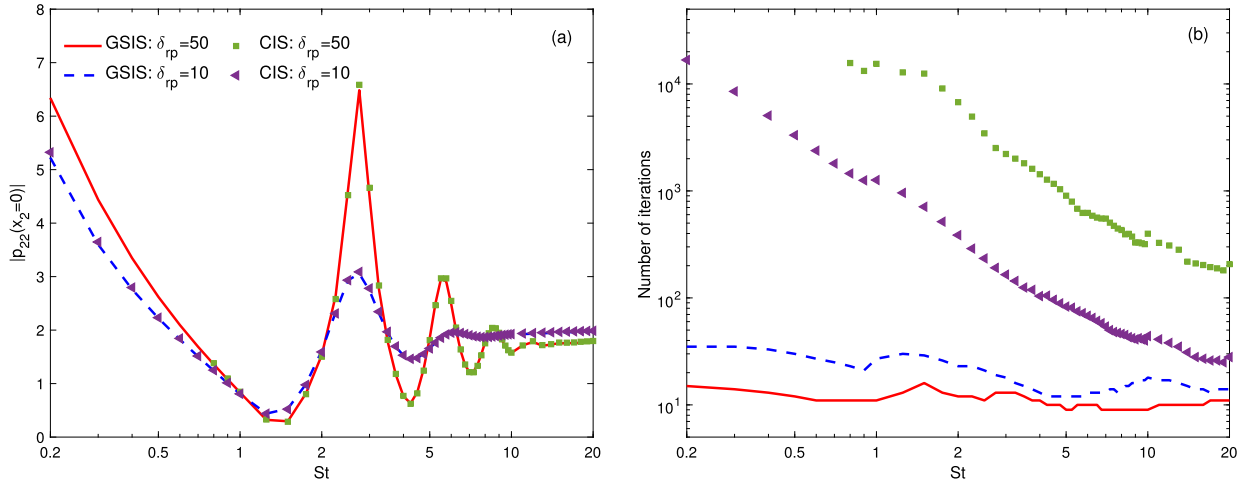 (a)
GSIS: δrp=50 CIS: δrp=50
GSIS: δrp=10 CIS: δrp=10
8
7
6
5
4
3
2
1
0
|p22(x2=0)|
0.2 0.5 1 2 5 10 20
St
(b)
10^4
10^3
10^2
10^1
Number of iterations
0.2 0.5 1 2 5 10 20
St